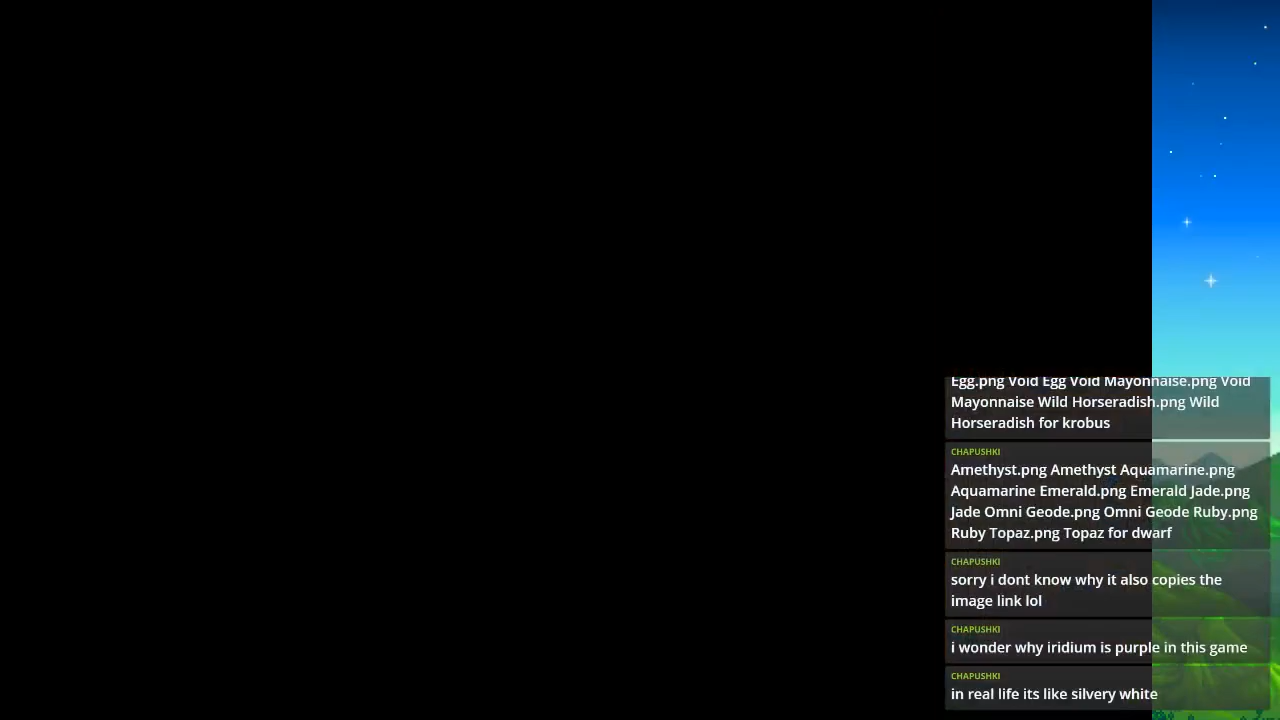 Egg.png Void Egg Void Mayonnaise.png Void
Mayonnaise Wild Horseradish.png Wild
Horseradish for krobus
CHAPUSHKI
Amethyst.png Amethyst Aquamarine.png
Aquamarine Emerald.png Emerald Jade.png
Jade Omni Geode.png Omni Geode Ruby.png
Ruby Topaz.png Topaz for dwarf
CHAPUSHKI
sorry i dont know why it also copies the
image link lol
CHAPUSHKI
i wonder why iridium is purple in this game
CHAPUSHKI
in real life its like silvery white